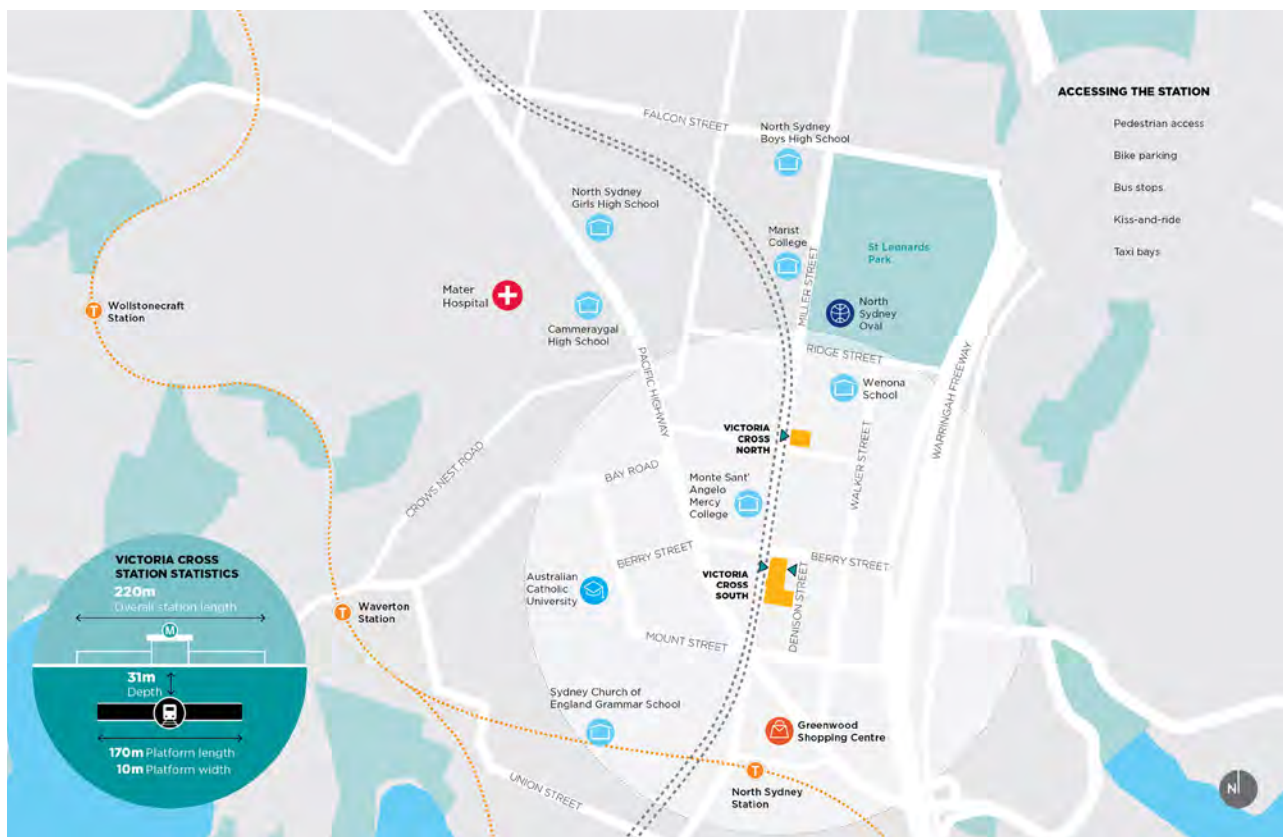 FALCON STREET
North Sydney
Boys High School
ACCESSING THE STATION
Pedestrian access
Bike parking
Bus stops
Kiss-and-ride
Taxi bays
North Sydney
Girls High School
Marist
College
MILLER STREET
St Leonards
Park
Mater
Hospital
Wollstonecraft
Station
Cammeraygal
High School
North
Sydney
Oval
RIDGE STREET
PACIFIC HIGHWAY
WARRINGAH FREEWAY
Wenona
School
VICTORIA
CROSS
NORTH
WALKER STREET
CROWS NEST ROAD
BAY ROAD
Monte Sant'
Angelo
Mercy
College
BERRY STREET
BERRY STREET
VICTORIA
CROSS
SOUTH
DENISON STREET
Australian
Catholic
University
T
T
T
Waverton
Station
MOUNT STREET
Sydney Church of
England Grammar School
Greenwood
Shopping Centre
UNION STREET
North Sydney
Station
VICTORIA CROSS
STATION STATISTICS
220m
Overall station length
M
31m
Depth
170m Platform length
10m Platform width
N